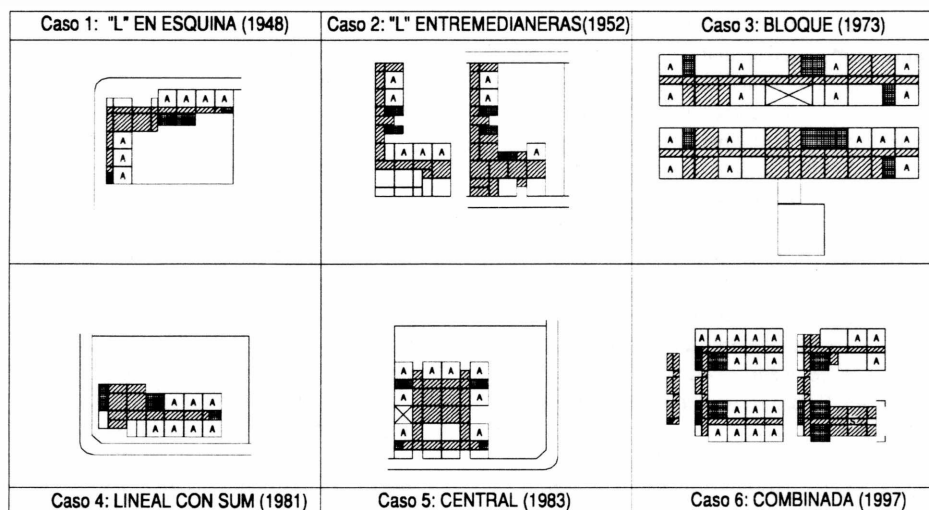 Caso 1: "L" EN ESQUINA (1948)
Caso 2: "L" ENTREMEDIANERAS(1952)
Caso 3: BLOQUE (1973)
A A A A
A
A
A
A
A
A A A
A
A
A
A A A A
A A A
A A A A A
A A
A A A
A A A A
A A A A
A A
A A
A A A A A
A A A
A A A
A A A A
A A
A
Caso 4: LINEAL CON SUM (1981)
Caso 5: CENTRAL (1983)
Caso 6: COMBINADA (1997)